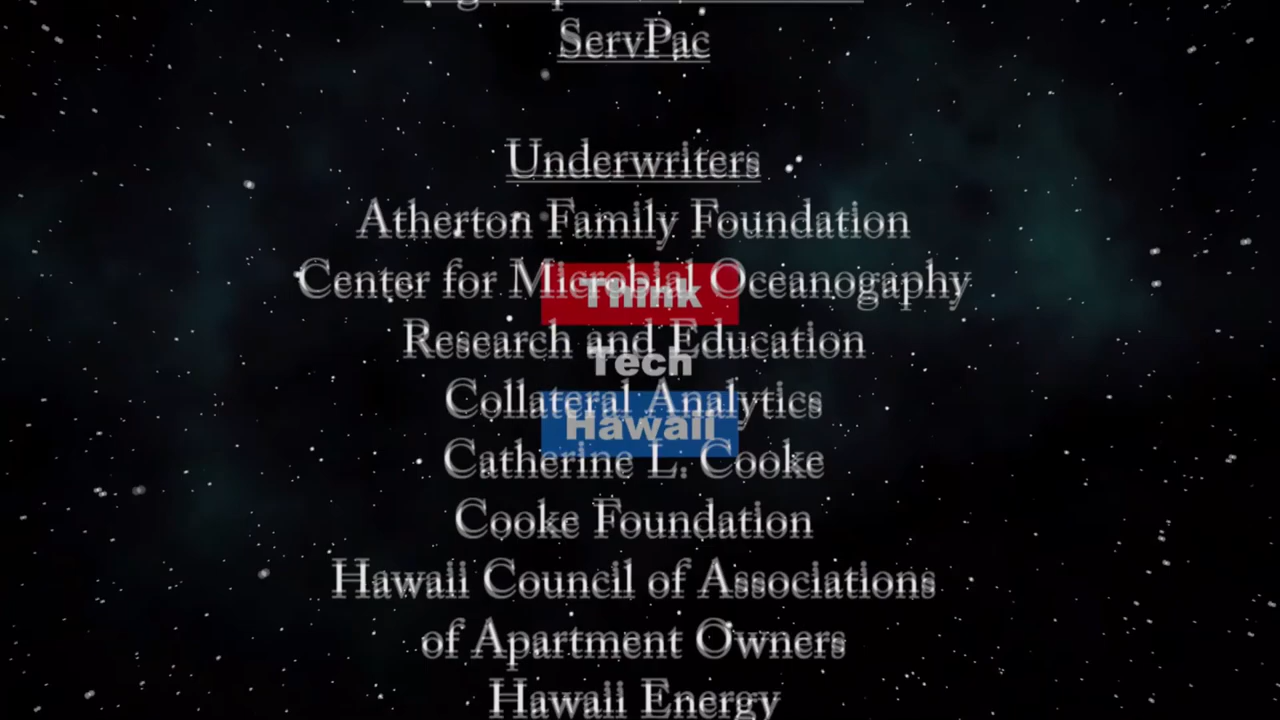 ServPac
Underwriters
Atherton Family Foundation
Center for Microbial Oceanogaphy
Think
Research and Education
Tech
Collateral Analytics
Hawaii
Catherine L. Cooke
Cooke Foundation
Hawaii Council of Associations
of Apartment Owners
Hawaii Energy